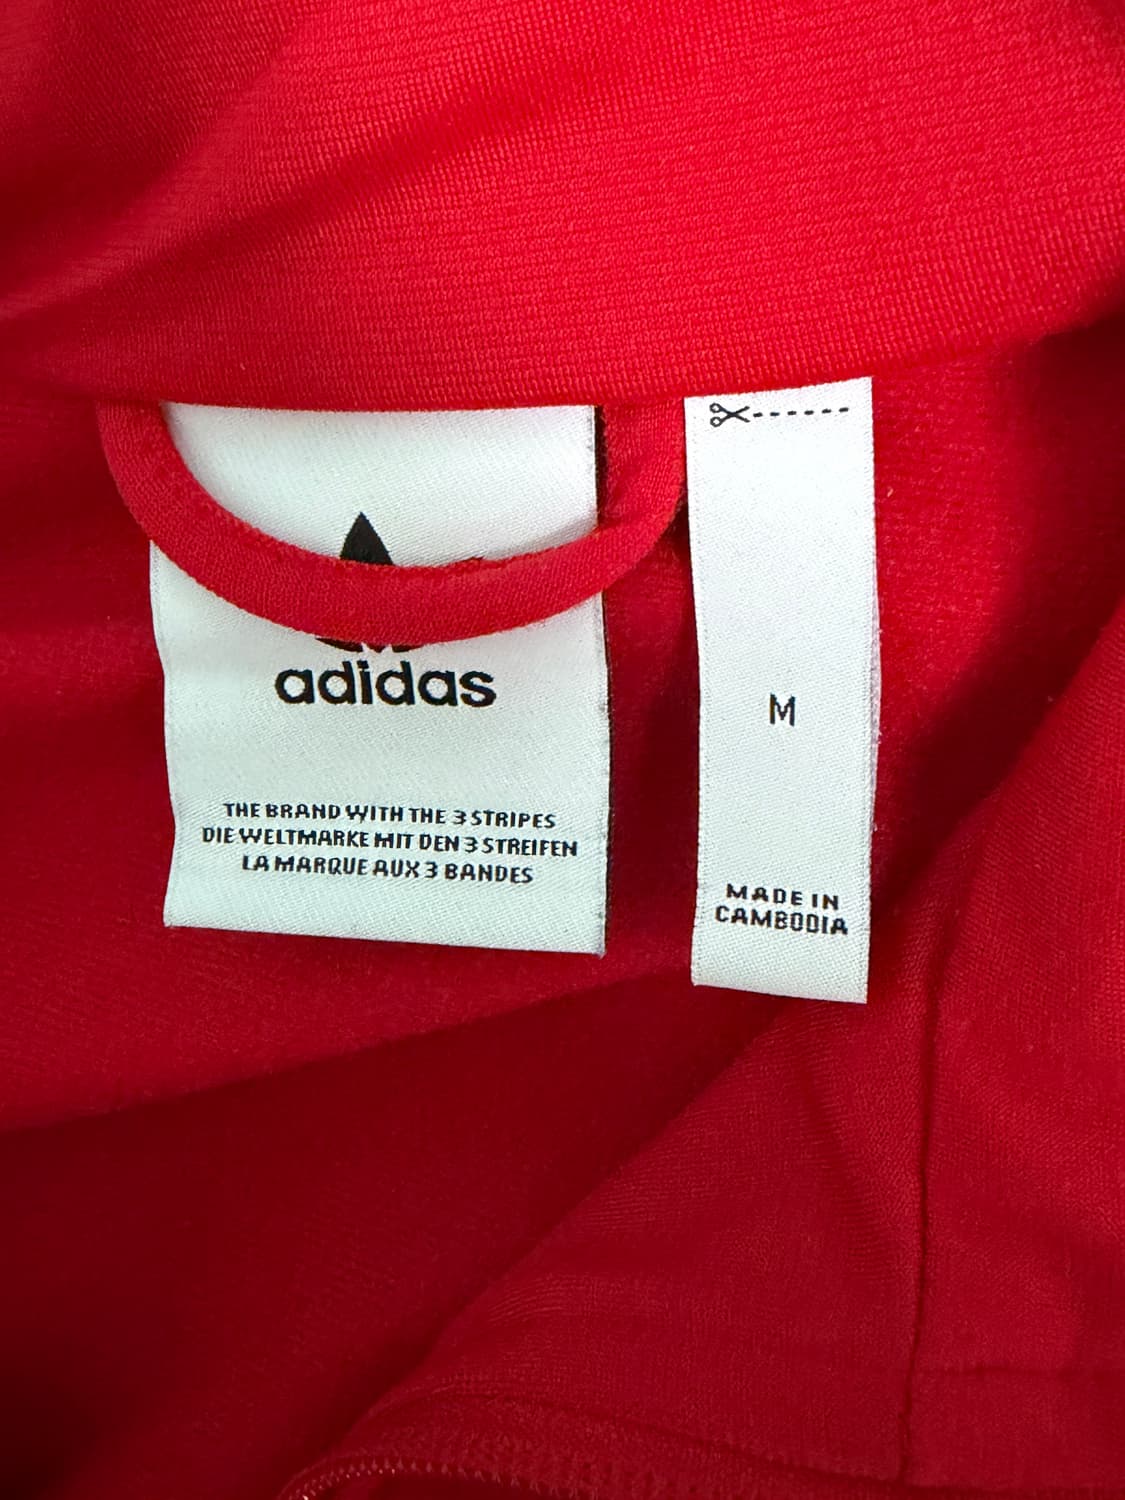 adidas
THE BRAND WITH THE 3 STRIPES
DIE WELTMARKE MIT DEN 3 STREIFEN
LA MARQUE AUX 3 BANDES
M
MADE IN
CAMBODIA